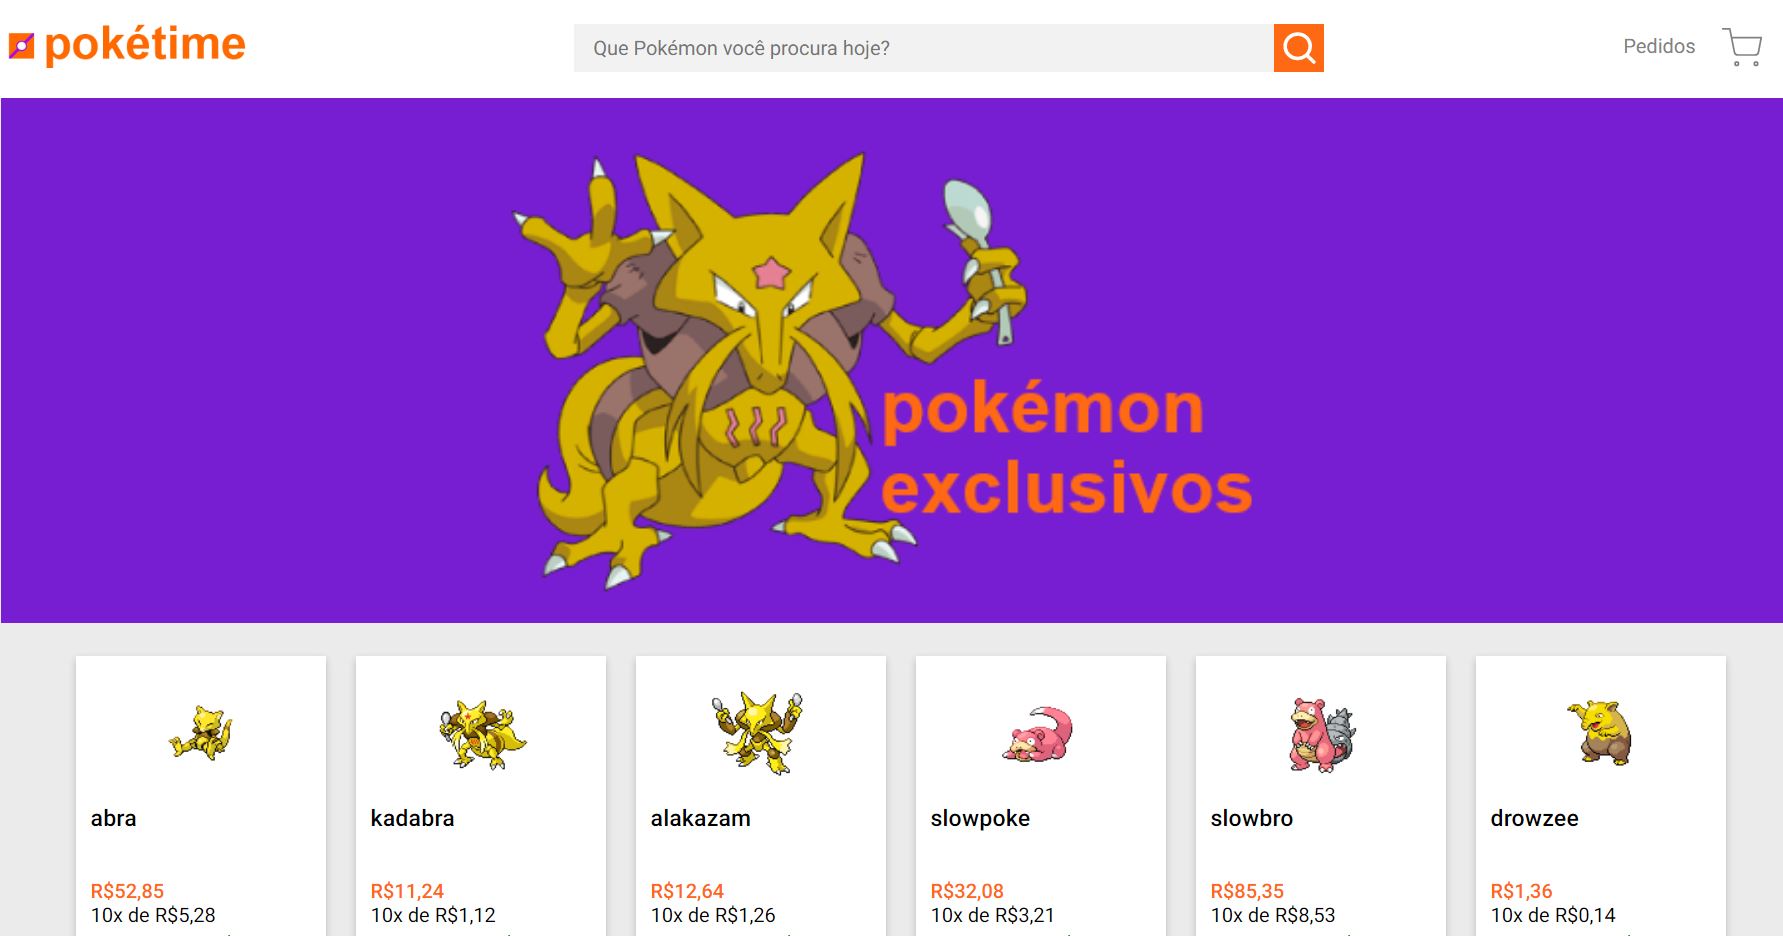 pokétime
Que Pokémon você procura hoje?
Pedidos
pokémon
exclusivos
abra
R$52,85
10x de R$5,28
kadabra
R$11,24
10x de R$1,12
alakazam
R$12,64
10x de R$1,26
slowpoke
R$32,08
10x de R$3,21
slowbro
R$85,35
10x de R$8,53
drowzee
R$1,36
10x de R$0,14